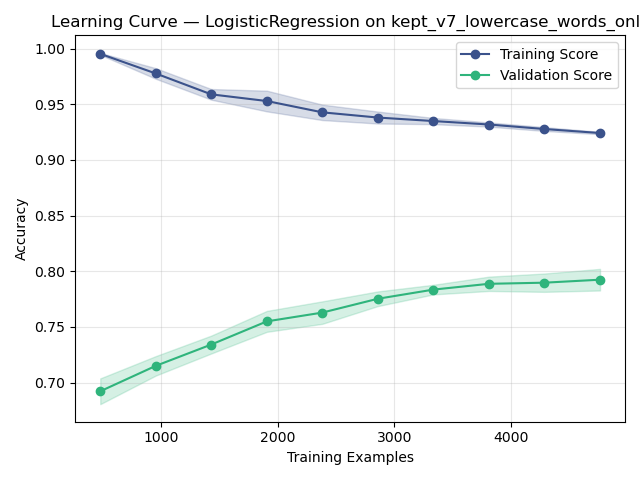 Learning Curve — LogisticRegression on kept_v7_lowercase_words_onl
Training Score
Validation Score
1.00
0.95
0.90
0.85
0.80
0.75
0.70
Accuracy
1000 2000 3000 4000
Training Examples